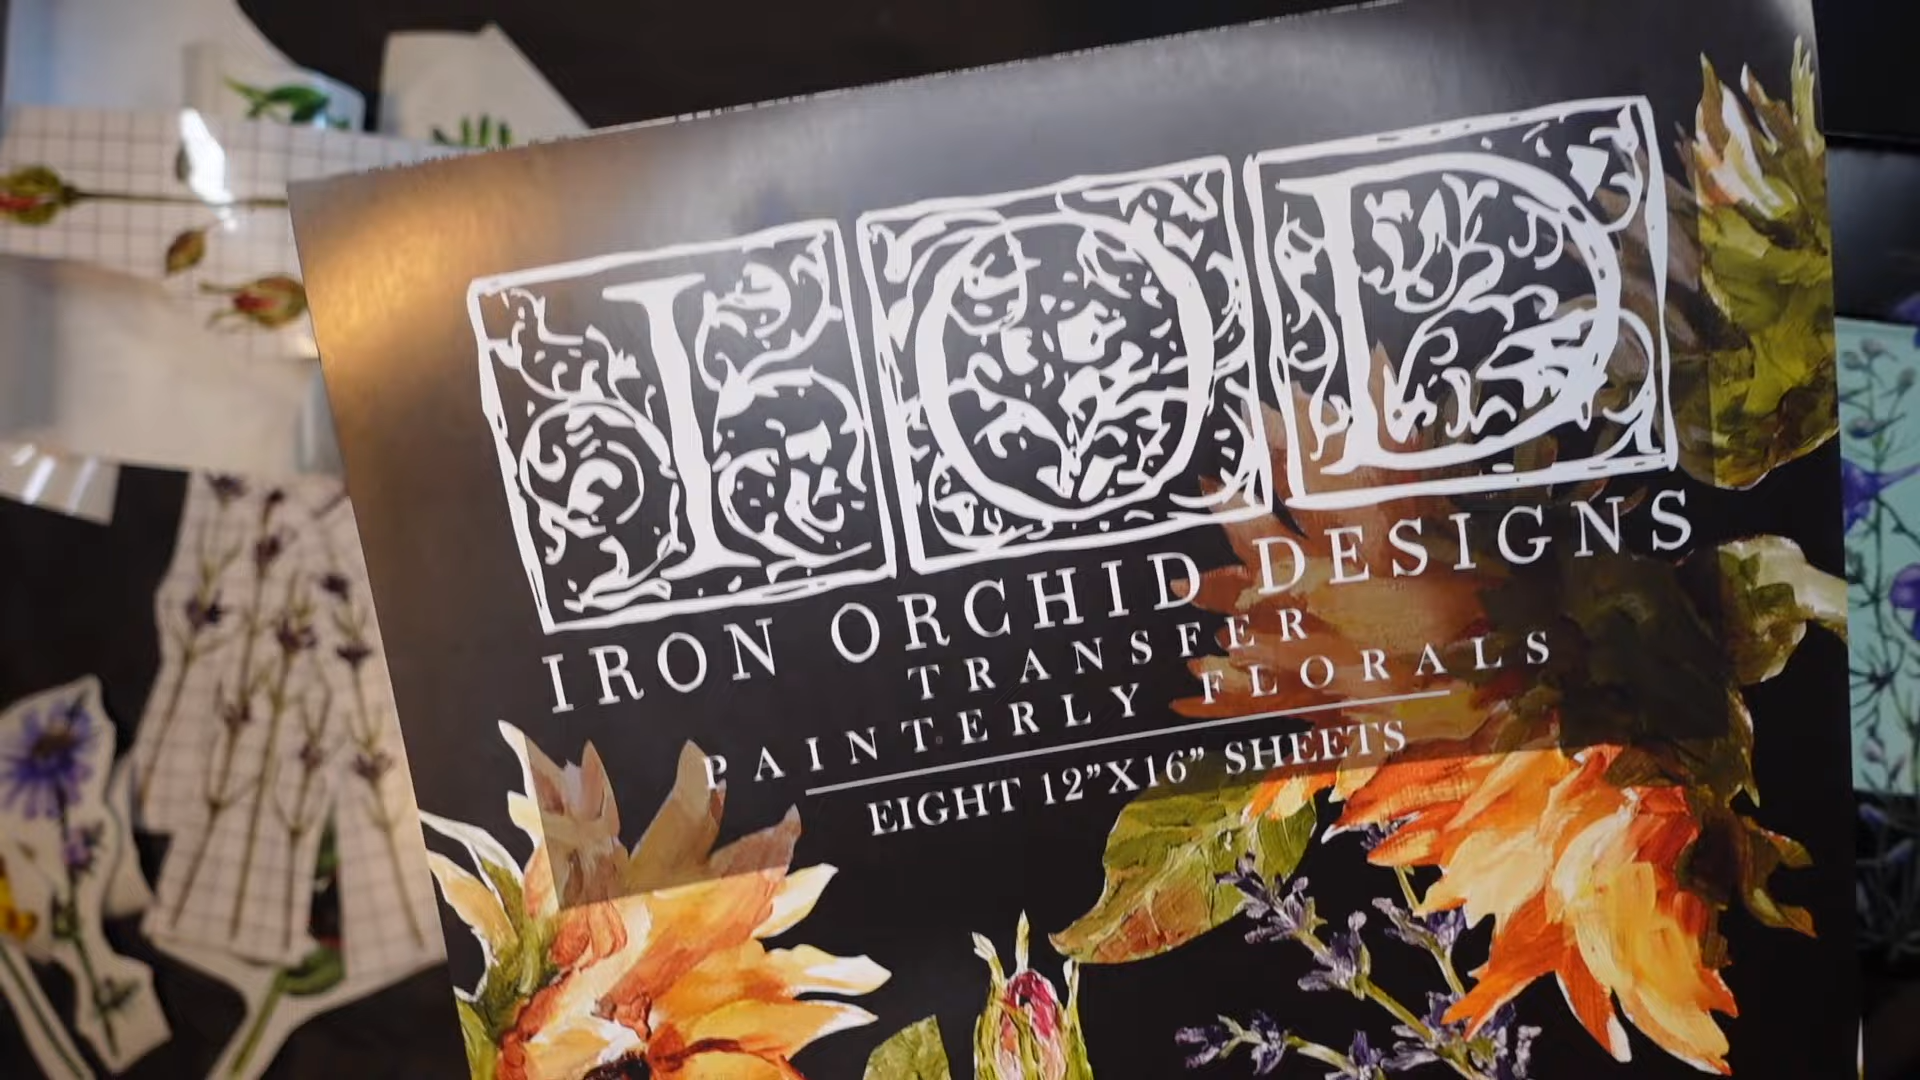 IOD
IRON ORCHID DESIGNS
TRANSFER
PAINTERLY FLORALS
EIGHT 12”X16” SHEETS